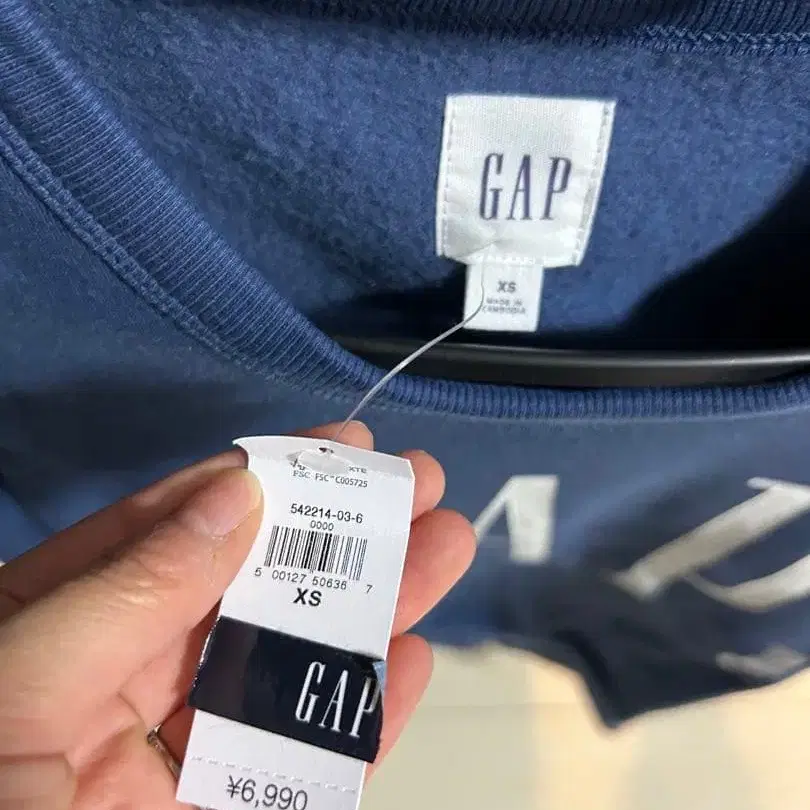 GAP
XS
MADE IN
CAMBODIA
FSC FSC™ C005725
542214-03-6
0000
5 00127 50636 7
XS
GAP
¥6,990
A